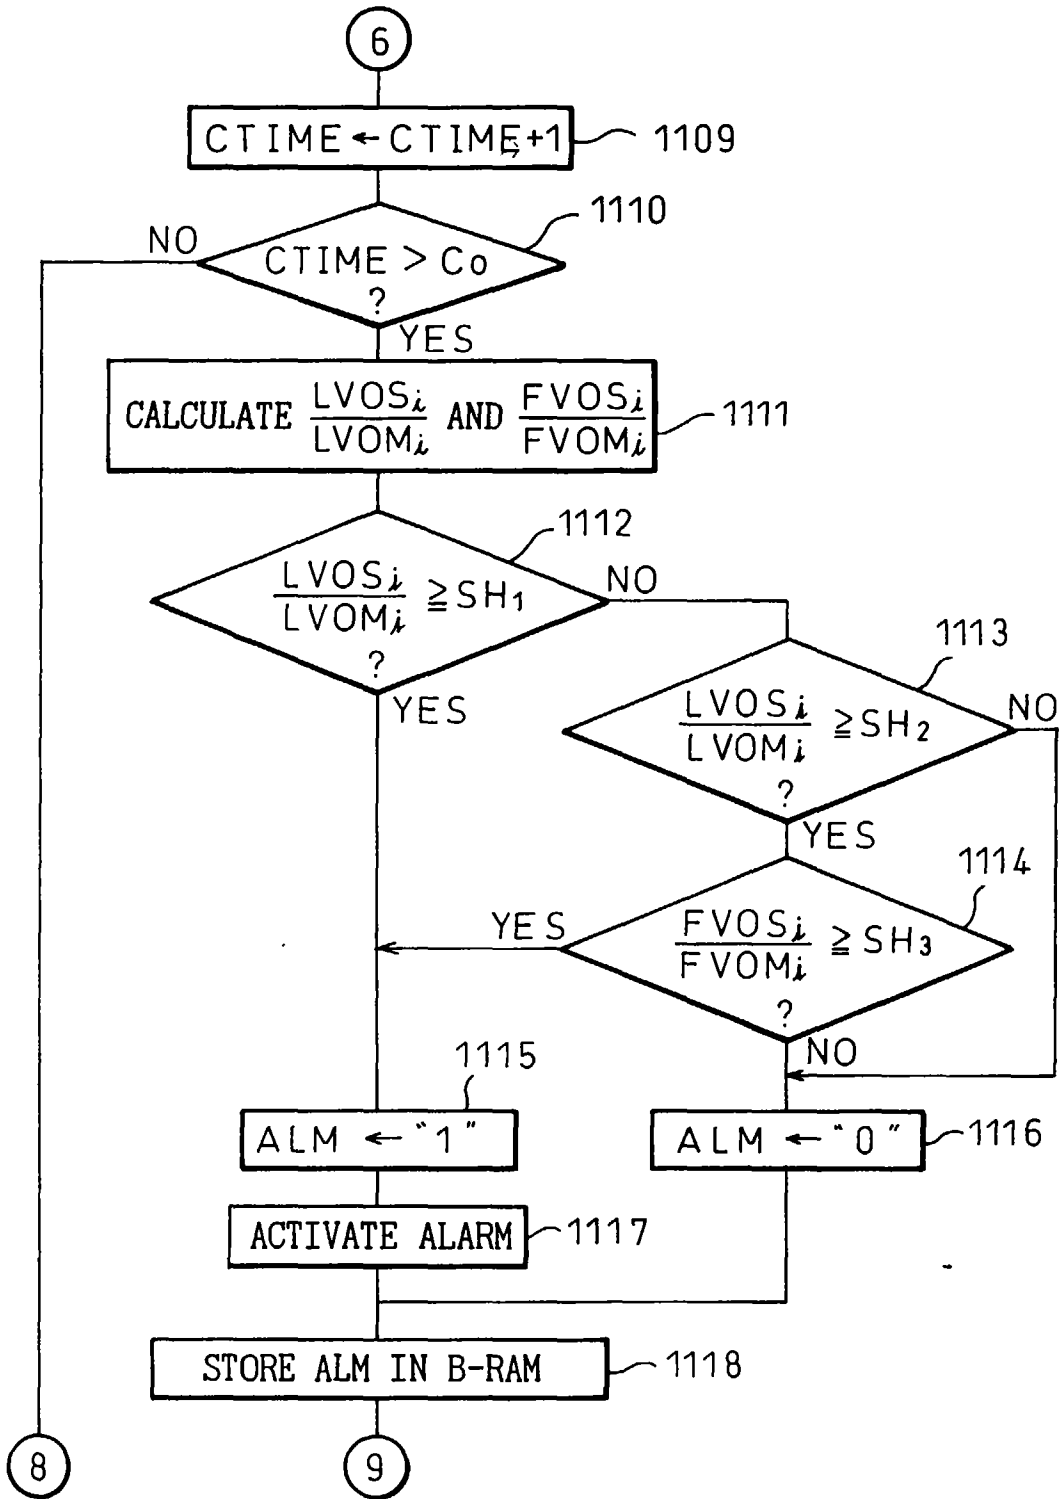 6
CTIME ← CTIME+1
1109
1110
NO
CTIME > Co
?
YES
CALCULATE LVOSi/LVOMi AND FVOSi/FVOMi
1111
1112
LVOSi/LVOMi ≧ SH1
?
NO
YES
1113
LVOSi/LVOMi ≧ SH2
?
NO
YES
1114
YES
FVOSi/FVOMi ≧ SH3
?
NO
1115
ALM ← "1"
ALM ← "0"
1116
ACTIVATE ALARM
1117
STORE ALM IN B-RAM
1118
8
9